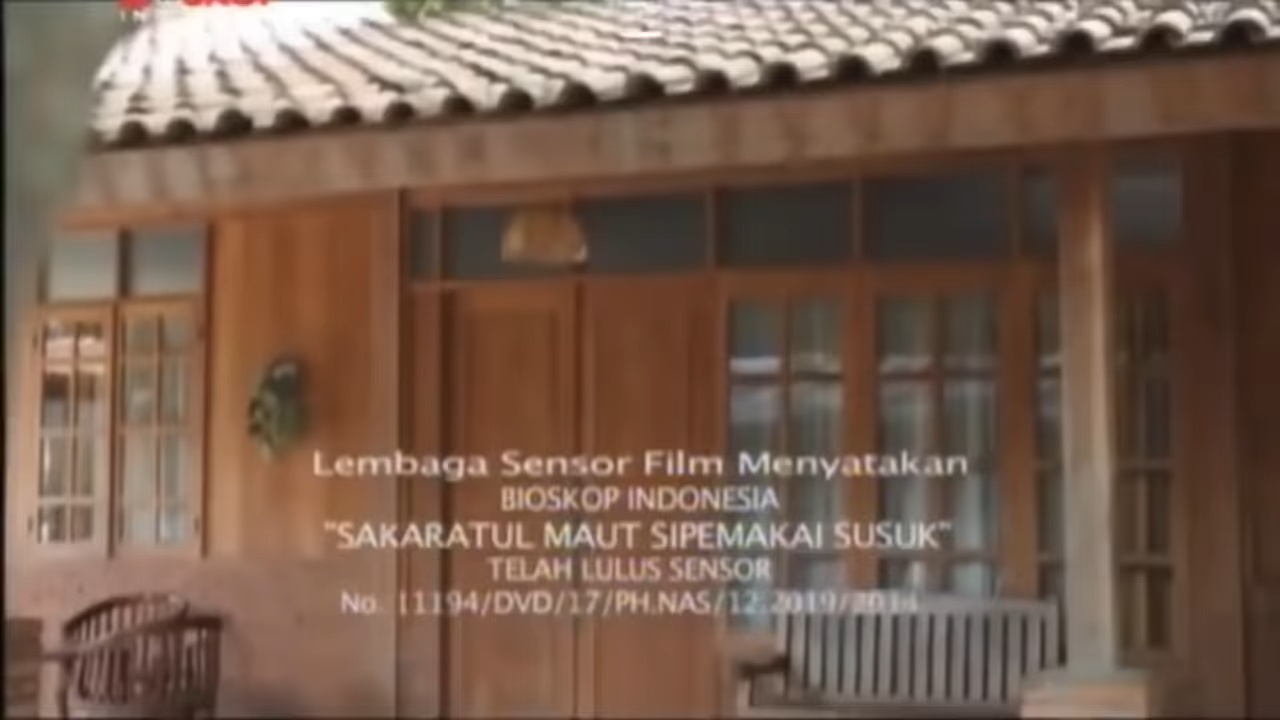 Lembaga Sensor Film Menyatakan
BIOSKOP INDONESIA
"SAKARATUL MAUT SIPEMAKAI SUSUK"
TELAH LULUS SENSOR
No. 11194/DVD/17/PH.NAS/12.2019/2014